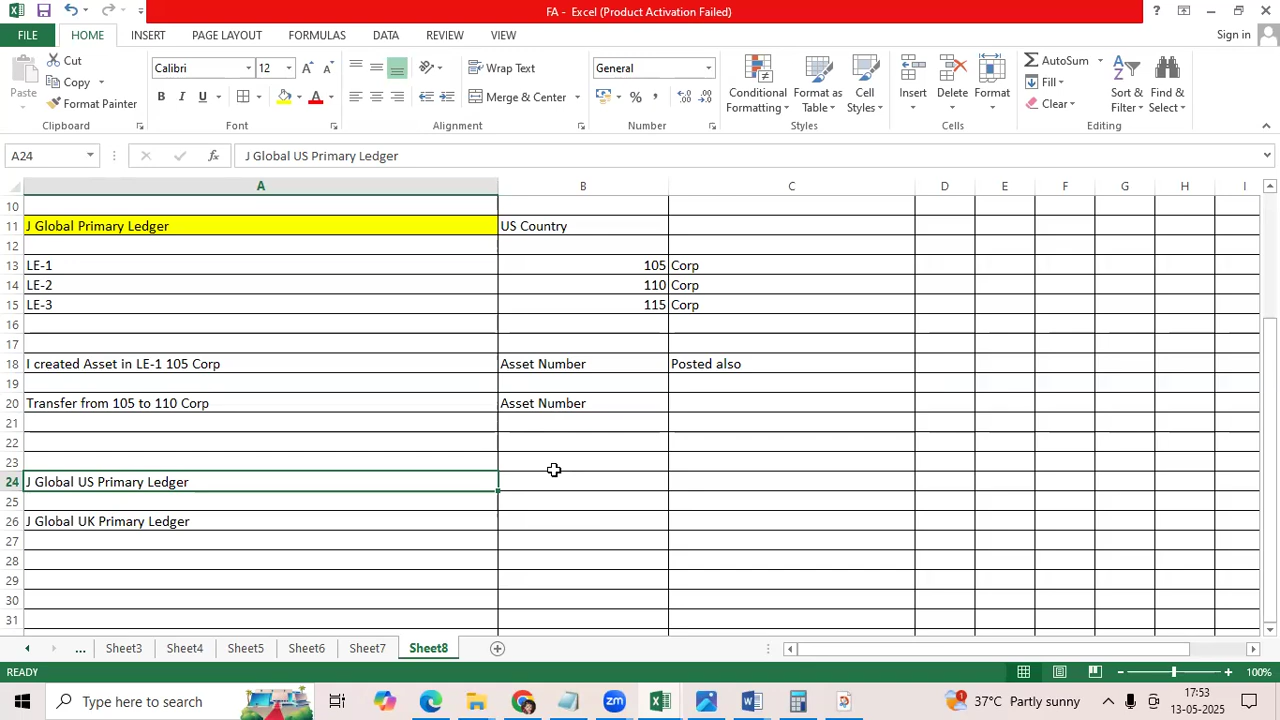 FA - Excel (Product Activation Failed)
?
FILE HOME INSERT PAGE LAYOUT FORMULAS DATA REVIEW VIEW Sign in
Paste Cut Copy Format Painter
Clipboard
Calibri 12 A A
B I U A
Font
Wrap Text
Merge & Center
Alignment
General
% ,
Number
Conditional Formatting Format as Table Cell Styles
Styles
Insert Delete Format
Cells
AutoSum Fill Clear Sort & Filter Find & Select
Editing
A24 fx J Global US Primary Ledger
A B C D E F G H I
10
11 J Global Primary Ledger US Country
12
13 LE-1 105 Corp
14 LE-2 110 Corp
15 LE-3 115 Corp
16
17
18 I created Asset in LE-1 105 Corp Asset Number Posted also
19
20 Transfer from 105 to 110 Corp Asset Number
21
22
23
24 J Global US Primary Ledger
25
26 J Global UK Primary Ledger
27
28
29
30
31
... Sheet3 Sheet4 Sheet5 Sheet6 Sheet7 Sheet8
READY 100%
Type here to search
zm
37°C Partly sunny
17:53
13-05-2025